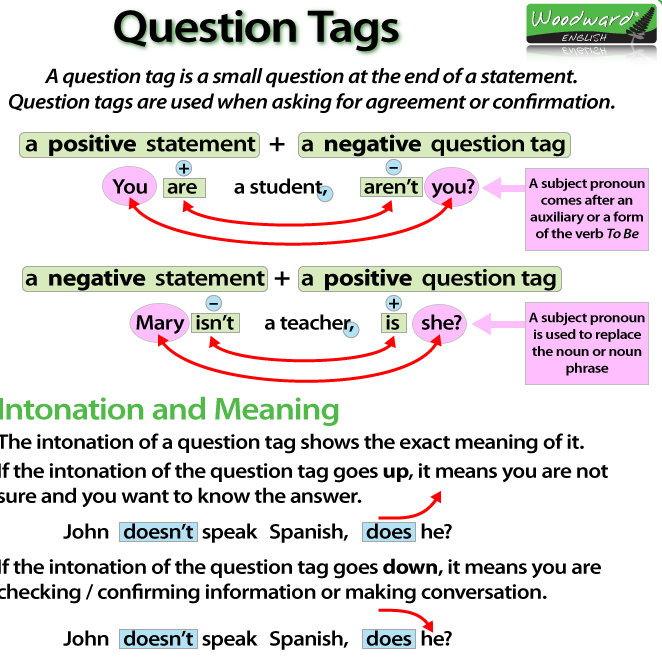 Question Tags
Woodward®
ENGLISH
A question tag is a small question at the end of a statement.
Question tags are used when asking for agreement or confirmation.
a positive statement + a negative question tag
+ −
You are a student, aren't you?
A subject pronoun
comes after an
auxiliary or a form
of the verb To Be
a negative statement + a positive question tag
− +
Mary isn't a teacher, is she?
A subject pronoun
is used to replace
the noun or noun
phrase
Intonation and Meaning
The intonation of a question tag shows the exact meaning of it.
If the intonation of the question tag goes up, it means you are not
sure and you want to know the answer.
John doesn't speak Spanish, does he?
If the intonation of the question tag goes down, it means you are
checking / confirming information or making conversation.
John doesn't speak Spanish, does he?